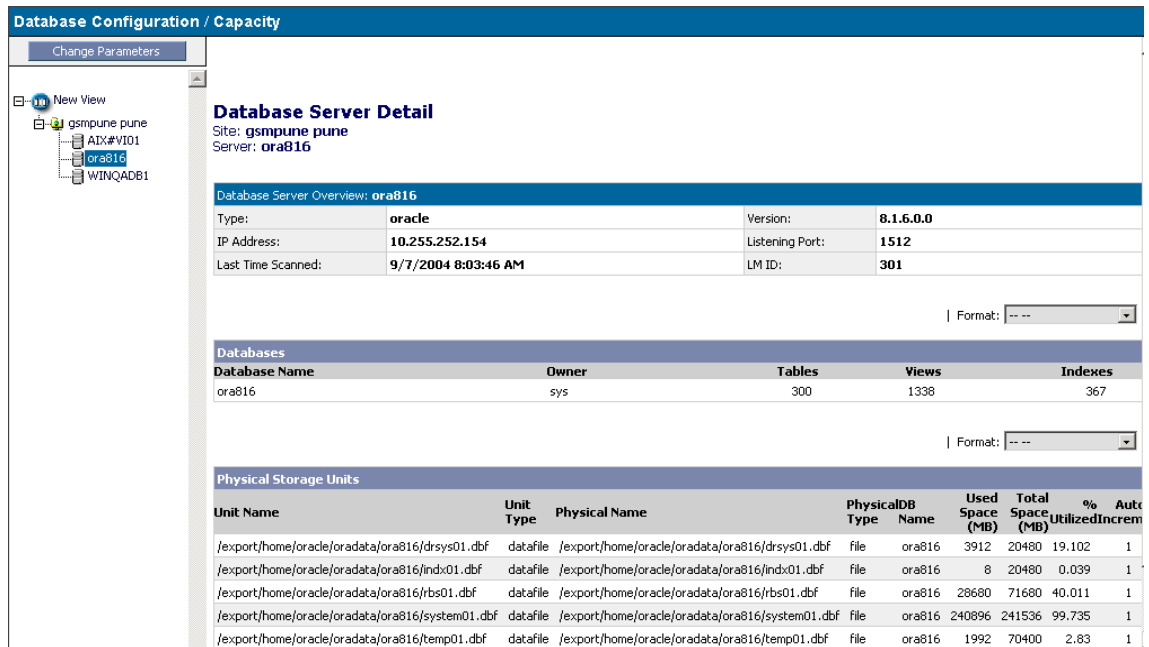 Database Configuration / Capacity
Change Parameters
New View
gsmpune pune
AIX#VI01
ora816
WINQADB1
Database Server Detail
Site: gsmpune pune
Server: ora816
Database Server Overview: ora816
Type: oracle Version: 8.1.6.0.0
IP Address: 10.255.252.154 Listening Port: 1512
Last Time Scanned: 9/7/2004 8:03:46 AM LM ID: 301
| Format: -- --
Databases
Database Name Owner Tables Views Indexes
ora816 sys 300 1338 367
| Format: -- --
Physical Storage Units
Unit Name Unit Type Physical Name Physical Type DB Name Used Space (MB) Total Space (MB) % Utilized Auto Increm
/export/home/oracle/oradata/ora816/drsys01.dbf datafile /export/home/oracle/oradata/ora816/drsys01.dbf file ora816 3912 20480 19.102 1
/export/home/oracle/oradata/ora816/indx01.dbf datafile /export/home/oracle/oradata/ora816/indx01.dbf file ora816 8 20480 0.039 1
/export/home/oracle/oradata/ora816/rbs01.dbf datafile /export/home/oracle/oradata/ora816/rbs01.dbf file ora816 28680 71680 40.011 1
/export/home/oracle/oradata/ora816/system01.dbf datafile /export/home/oracle/oradata/ora816/system01.dbf file ora816 240896 241536 99.735 1
/export/home/oracle/oradata/ora816/temp01.dbf datafile /export/home/oracle/oradata/ora816/temp01.dbf file ora816 1992 70400 2.83 1